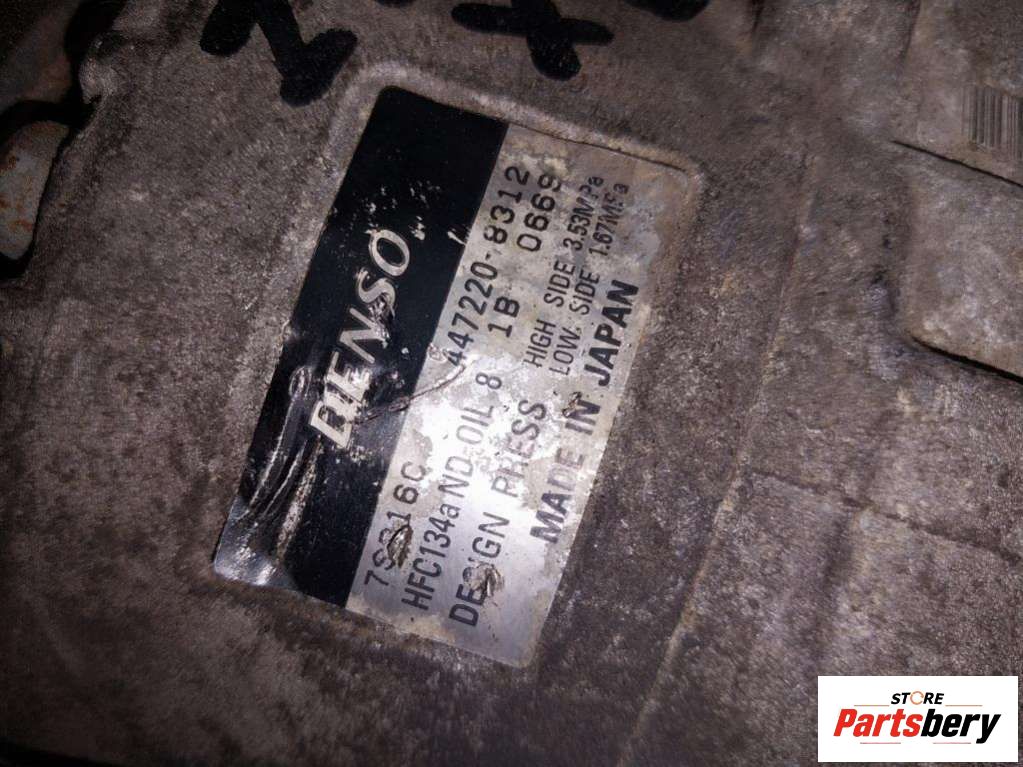 DENSO
447220-8312
7S C
HFC134a ND-OIL 8 1B 0669
DESIGN PRESS HIGH SIDE 3.53MPa
LOW SIDE 1.67MPa
MADE IN JAPAN
STORE
Partsbery